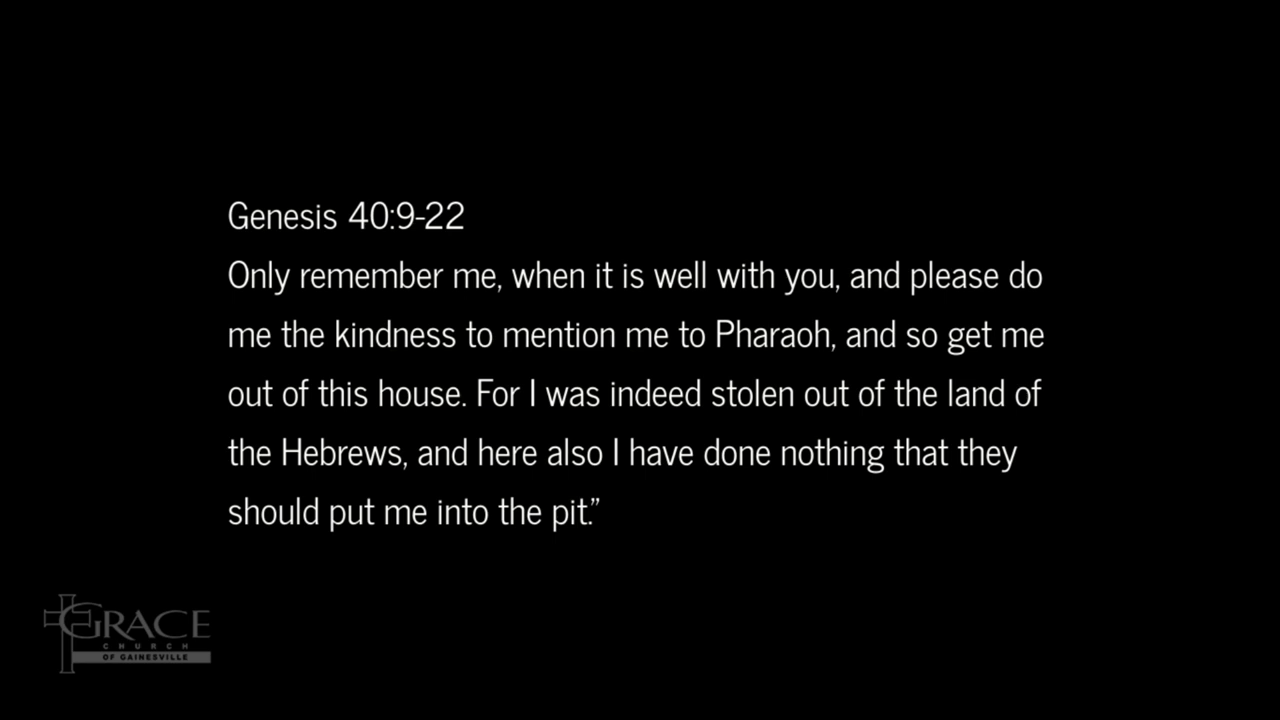 Genesis 40:9-22
Only remember me, when it is well with you, and please do
me the kindness to mention me to Pharaoh, and so get me
out of this house. For I was indeed stolen out of the land of
the Hebrews, and here also I have done nothing that they
should put me into the pit.”
GRACE
CHURCH
OF GAINESVILLE